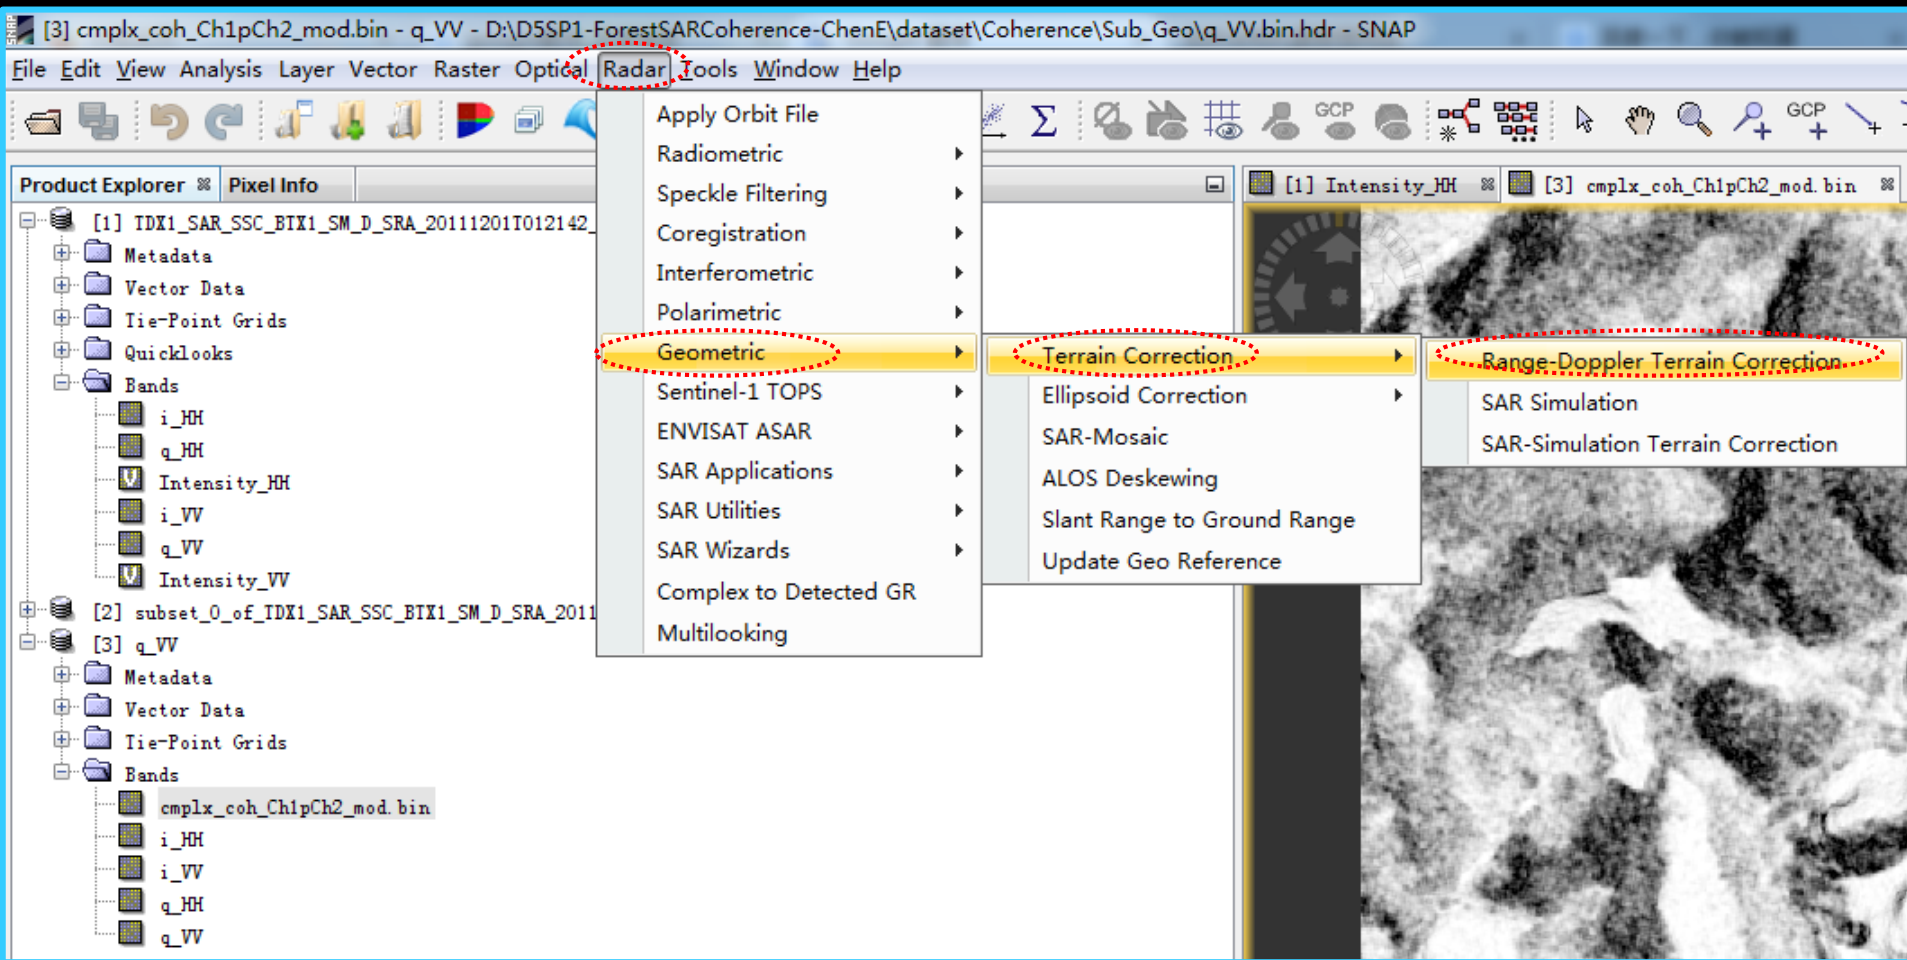 [3] cmplx_coh_Ch1pCh2_mod.bin - q_VV - D:\D5SP1-ForestSARCoherence-ChenE\dataset\Coherence\Sub_Geo\q_VV.bin.hdr - SNAP
File Edit View Analysis Layer Vector Raster Optical Radar Tools Window Help
GCP
GCP
Product Explorer
Pixel Info
[1] TDX1_SAR_SSC_BTX1_SM_D_SRA_20111201T012142_
Metadata
Vector Data
Tie-Point Grids
Quicklooks
Bands
i_HH
q_HH
Intensity_HH
i_VV
q_VV
Intensity_VV
[2] subset_0_of_TDX1_SAR_SSC_BTX1_SM_D_SRA_2011
[3] q_VV
Metadata
Vector Data
Tie-Point Grids
Bands
cmplx_coh_Ch1pCh2_mod.bin
i_HH
i_VV
q_HH
q_VV
Apply Orbit File
Radiometric
Speckle Filtering
Coregistration
Interferometric
Polarimetric
Geometric
Sentinel-1 TOPS
ENVISAT ASAR
SAR Applications
SAR Utilities
SAR Wizards
Complex to Detected GR
Multilooking
Terrain Correction
Ellipsoid Correction
SAR-Mosaic
ALOS Deskewing
Slant Range to Ground Range
Update Geo Reference
Range-Doppler Terrain Correction
SAR Simulation
SAR-Simulation Terrain Correction
[1] Intensity_HH
[3] cmplx_coh_Ch1pCh2_mod.bin